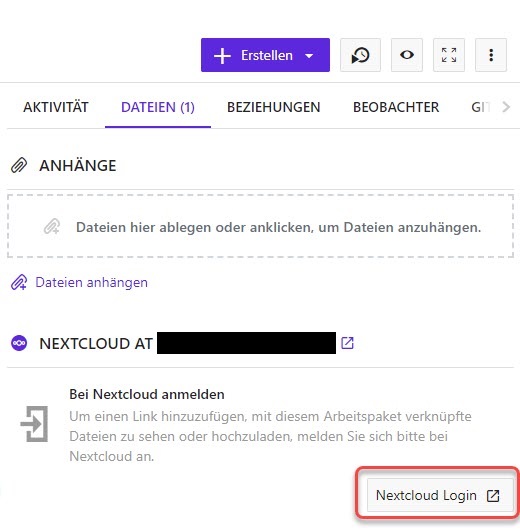 Erstellen
AKTIVITÄT DATEIEN (1) BEZIEHUNGEN BEOBACHTER
ANHÄNGE
Dateien hier ablegen oder anklicken, um Dateien anzuhängen.
Dateien anhängen
NEXTCLOUD AT
Bei Nextcloud anmelden
Um einen Link hinzuzufügen, mit diesem Arbeitspaket verknüpfte
Dateien zu sehen oder hochzuladen, melden Sie sich bitte bei
Nextcloud an.
Nextcloud Login